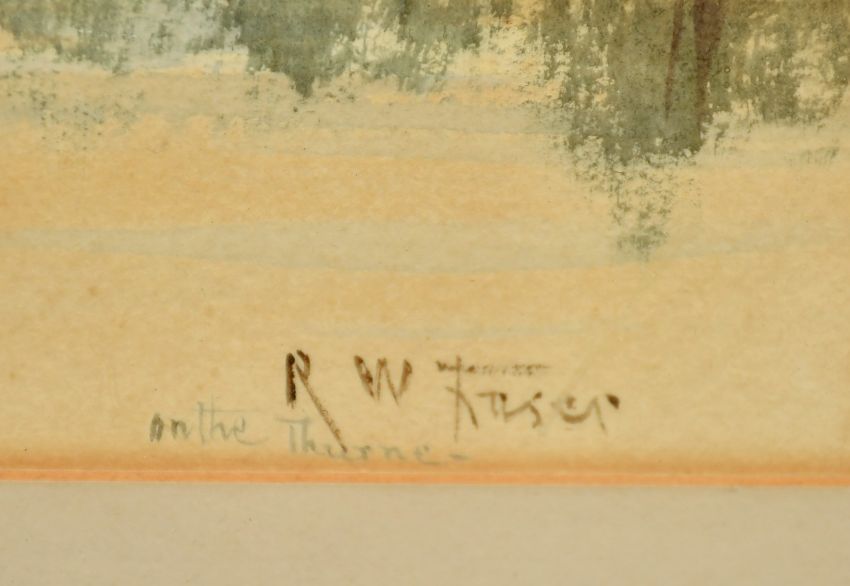 R W Fraser
on the Thurne -